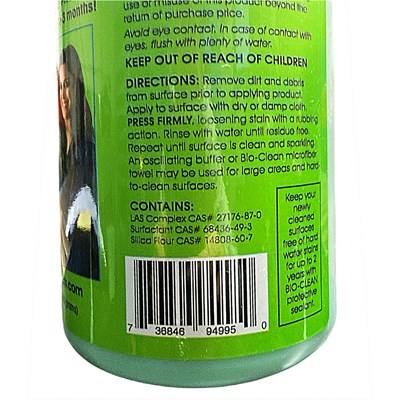 use or misuse of this product beyond the
return of purchase price.
Avoid eye contact. In case of contact with
eyes, flush with plenty of water.
KEEP OUT OF REACH OF CHILDREN
DIRECTIONS: Remove dirt and debris
from surface prior to applying product.
Apply to surface with dry or damp cloth.
PRESS FIRMLY, loosening stain with a rubbing
action. Rinse with water until residue free.
Repeat until surface is clean and sparkling.
An oscillating buffer or Bio-Clean microfiber
towel may be used for large areas and hard-
to-clean surfaces.
CONTAINS:
LAS Complex CAS# 27176-87-0
Surfactant CAS# 68436-49-3
Silica Flour CAS# 14808-60-7
7 36846 94995 0
Keep your
newly
cleaned
surfaces
free of hard
water stains
for up to 2
years with
BIO-CLEAN
protective
sealant.
-3 months!
.com
grams)